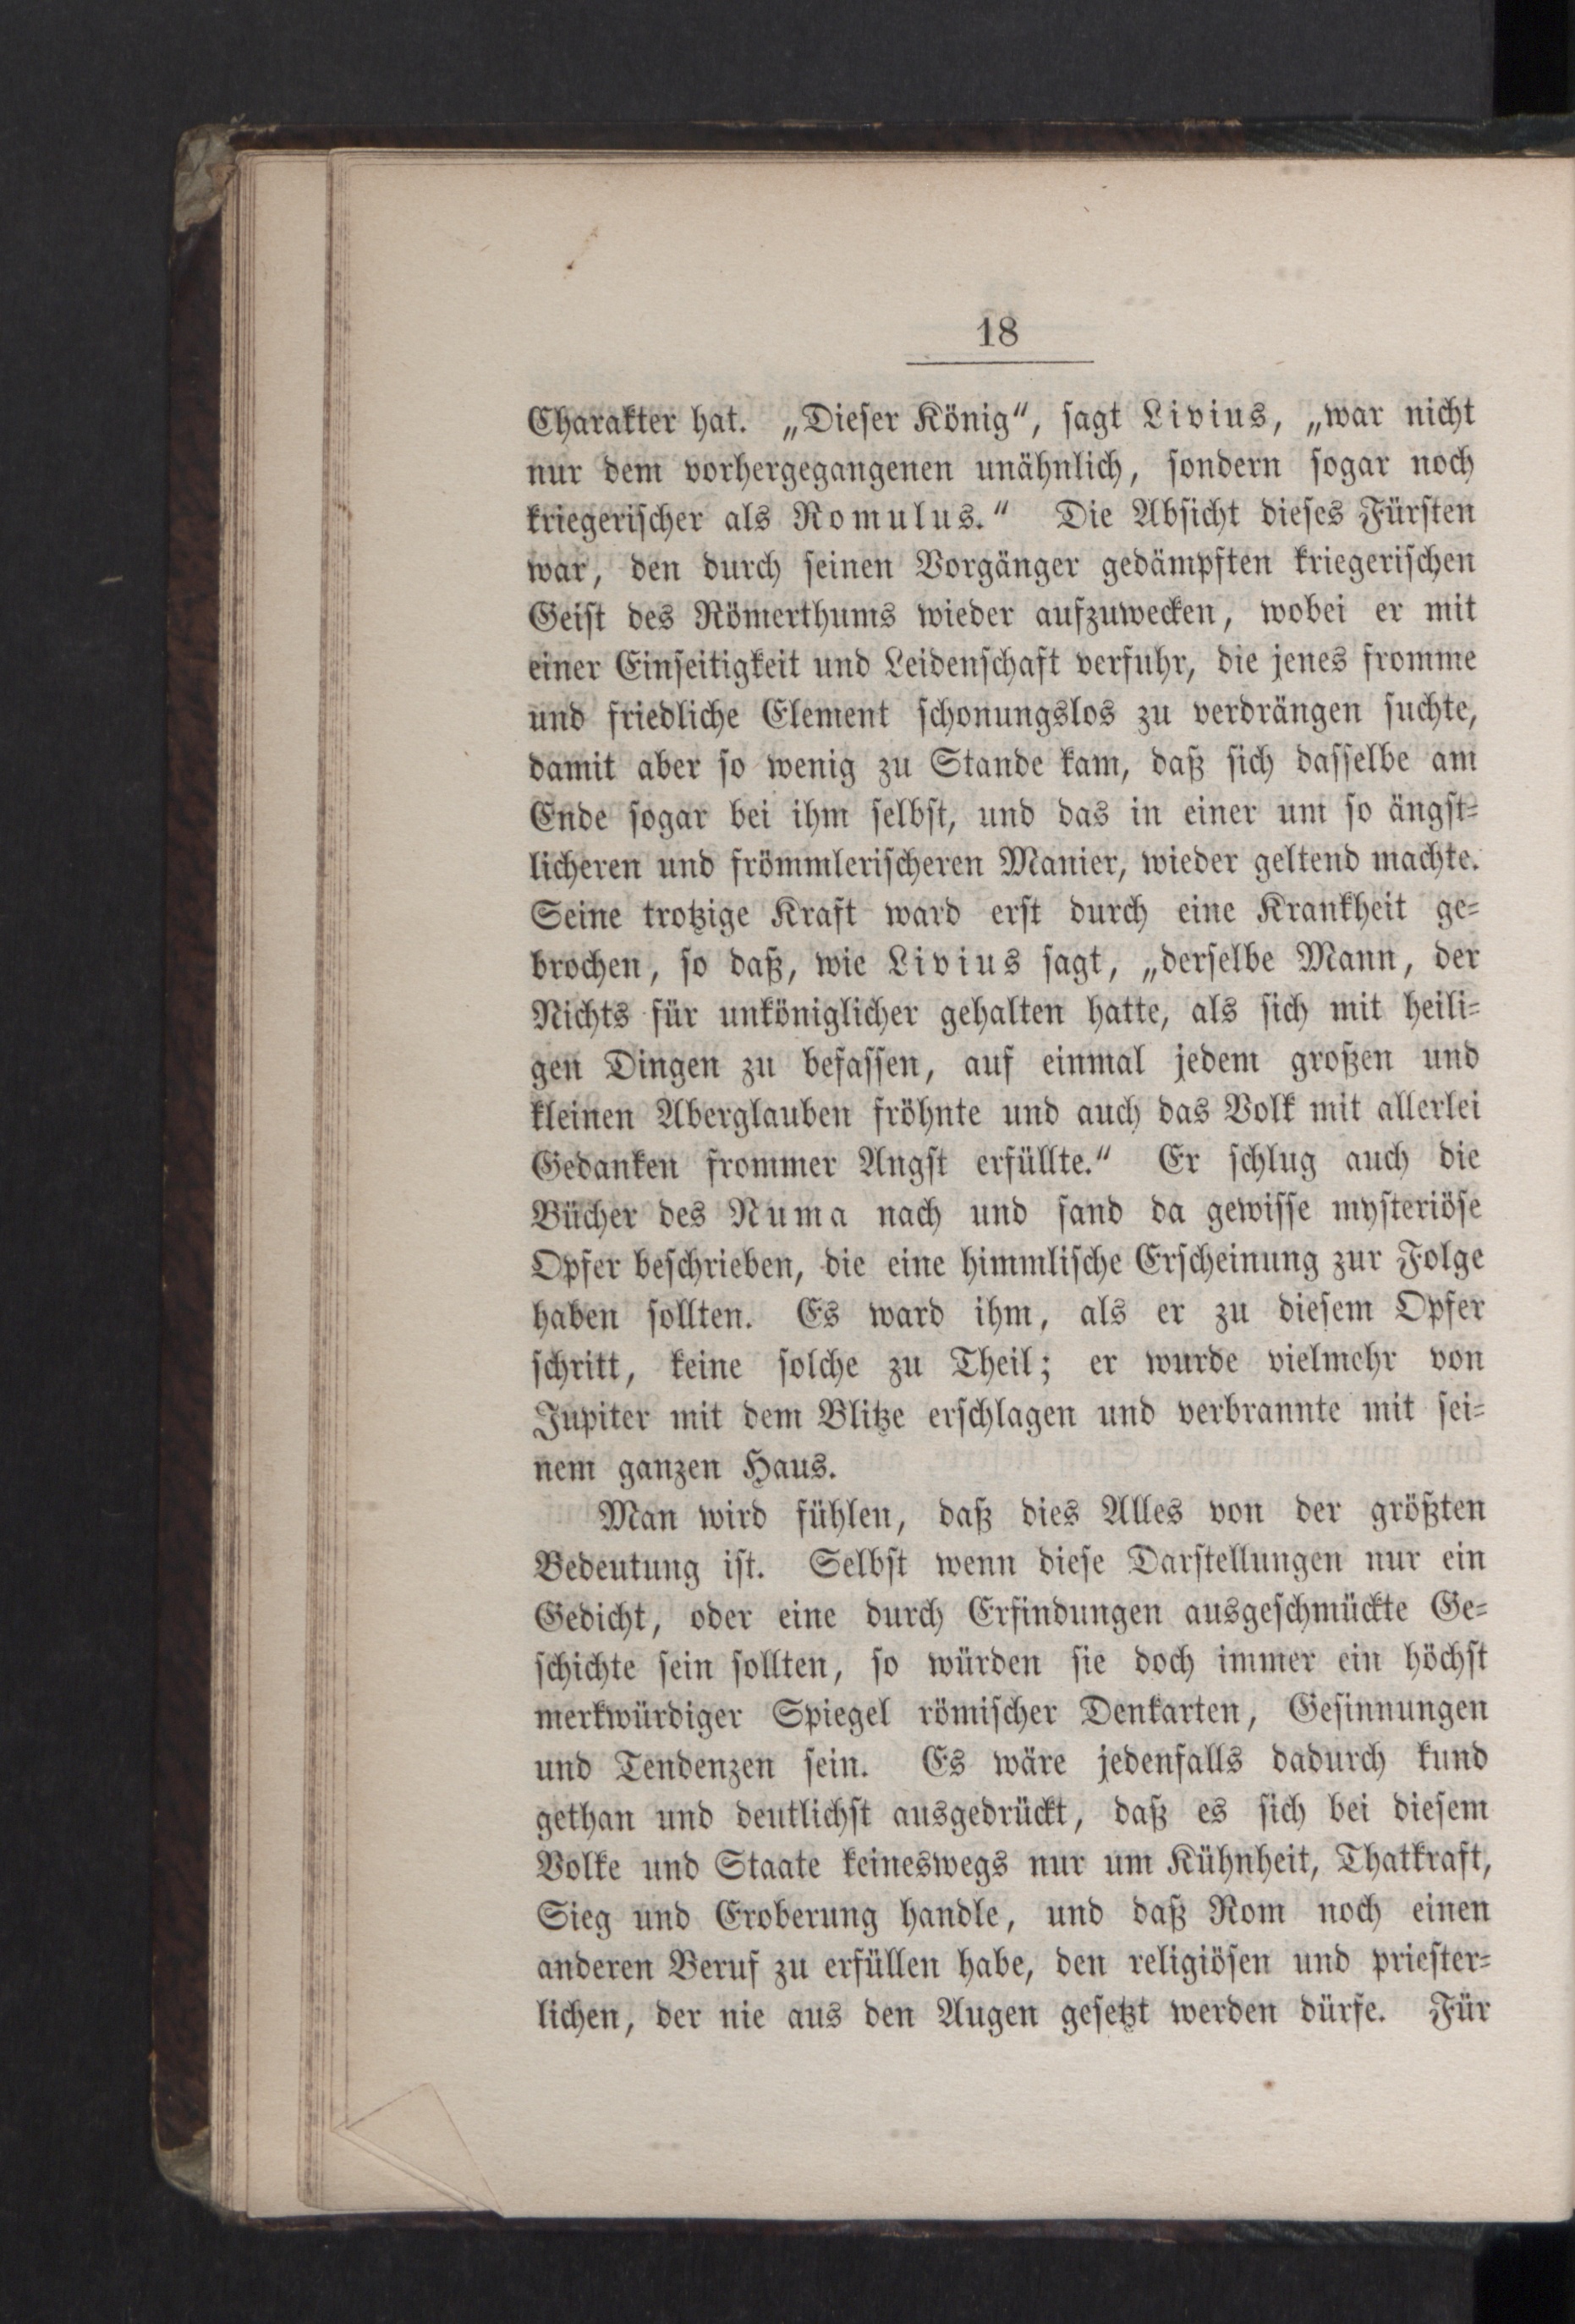 18
Charakter hat. „Dieser König“, sagt Livius, „war nicht
nur dem vorhergegangenen unähnlich, sondern sogar noch
kriegerischer als Romulus.“ Die Absicht dieses Fürsten
war, den durch seinen Vorgänger gedämpften kriegerischen
Geist des Römerthums wieder aufzuwecken, wobei er mit
einer Einseitigkeit und Leidenschaft verfuhr, die jenes fromme
und friedliche Element schonungslos zu verdrängen suchte,
damit aber so wenig zu Stande kam, daß sich dasselbe am
Ende sogar bei ihm selbst, und das in einer um so ängst-
licheren und frömmlerischeren Manier, wieder geltend machte.
Seine trotzige Kraft ward erst durch eine Krankheit ge-
brochen, so daß, wie Livius sagt, „derselbe Mann, der
Nichts für unköniglicher gehalten hatte, als sich mit heili-
gen Dingen zu befassen, auf einmal jedem großen und
kleinen Aberglauben fröhnte und auch das Volk mit allerlei
Gedanken frommer Angst erfüllte.“ Er schlug auch die
Bücher des Numa nach und fand da gewisse mysteriöse
Opfer beschrieben, die eine himmlische Erscheinung zur Folge
haben sollten. Es ward ihm, als er zu diesem Opfer
schritt, keine solche zu Theil; er wurde vielmehr von
Jupiter mit dem Blitze erschlagen und verbrannte mit sei-
nem ganzen Haus.
Man wird fühlen, daß dies Alles von der größten
Bedeutung ist. Selbst wenn diese Darstellungen nur ein
Gedicht, oder eine durch Erfindungen ausgeschmückte Ge-
schichte sein sollten, so würden sie doch immer ein höchst
merkwürdiger Spiegel römischer Denkarten, Gesinnungen
und Tendenzen sein. Es wäre jedenfalls dadurch kund
gethan und deutlichst ausgedrückt, daß es sich bei diesem
Volke und Staate keineswegs nur um Kühnheit, Thatkraft,
Sieg und Eroberung handle, und daß Rom noch einen
anderen Beruf zu erfüllen habe, den religiösen und priester-
lichen, der nie aus den Augen gesetzt werden dürfe. Für